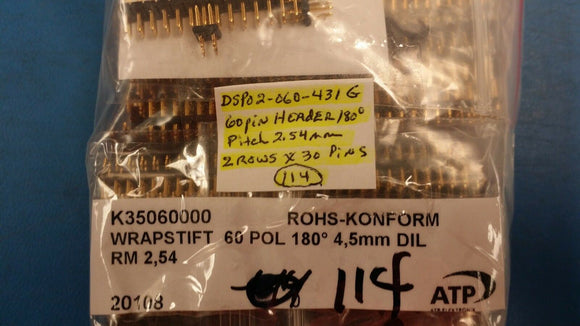 DSP02-060-431 G
60pin HEADER/180°
Pitch 2.54mm
2 ROWS X 30 PINS
114
K35060000 ROHS-KONFORM
WRAPSTIFT 60 POL 180° 4,5mm DIL
RM 2,54
20108 114 ATP